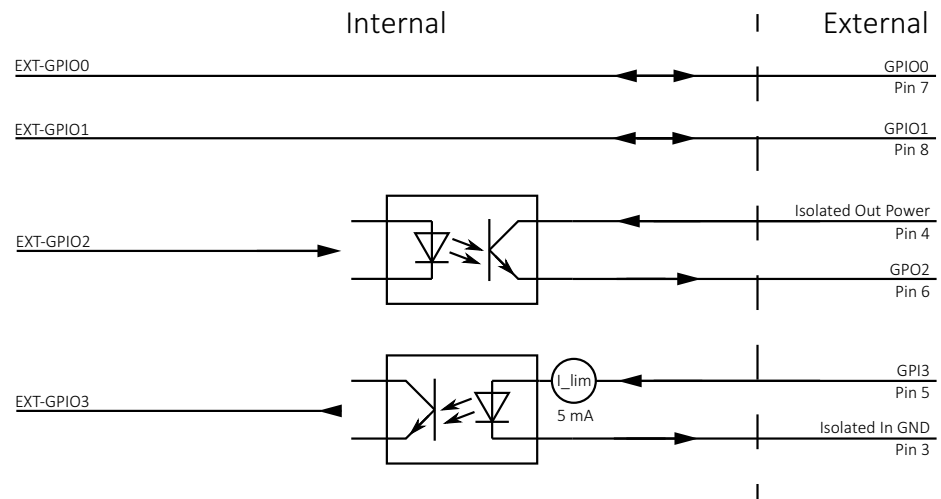 Internal
External
EXT-GPIO0
GPIO0
Pin 7
EXT-GPIO1
GPIO1
Pin 8
Isolated Out Power
Pin 4
EXT-GPIO2
GPO2
Pin 6
GPI3
I_lim
Pin 5
EXT-GPIO3
5 mA
Isolated In GND
Pin 3